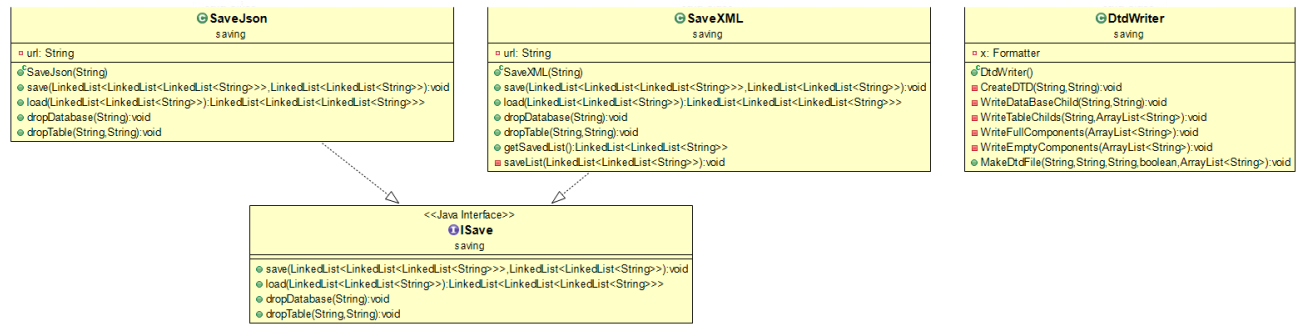 SaveJson
saving
url: String
SaveJson(String)
save(LinkedList<LinkedList<LinkedList<String>>>,LinkedList<LinkedList<String>>):void
load(LinkedList<LinkedList<String>>):LinkedList<LinkedList<LinkedList<String>>>
dropDatabase(String):void
dropTable(String,String):void
SaveXML
saving
url: String
SaveXML(String)
save(LinkedList<LinkedList<LinkedList<String>>>,LinkedList<LinkedList<String>>):void
load(LinkedList<LinkedList<String>>):LinkedList<LinkedList<LinkedList<String>>>
dropDatabase(String):void
dropTable(String,String):void
getSavedList():LinkedList<LinkedList<String>>
saveList(LinkedList<LinkedList<String>>):void
DtdWriter
saving
x: Formatter
DtdWriter()
CreateDTD(String,String):void
WriteDataBaseChild(String,String):void
WriteTableChilds(String,ArrayList<String>):void
WriteFullComponents(ArrayList<String>):void
WriteEmptyComponents(ArrayList<String>):void
MakeDtdFile(String,String,String,boolean,ArrayList<String>):void
<<Java Interface>>
ISave
saving
save(LinkedList<LinkedList<LinkedList<String>>>,LinkedList<LinkedList<String>>):void
load(LinkedList<LinkedList<String>>):LinkedList<LinkedList<LinkedList<String>>>
dropDatabase(String):void
dropTable(String,String):void